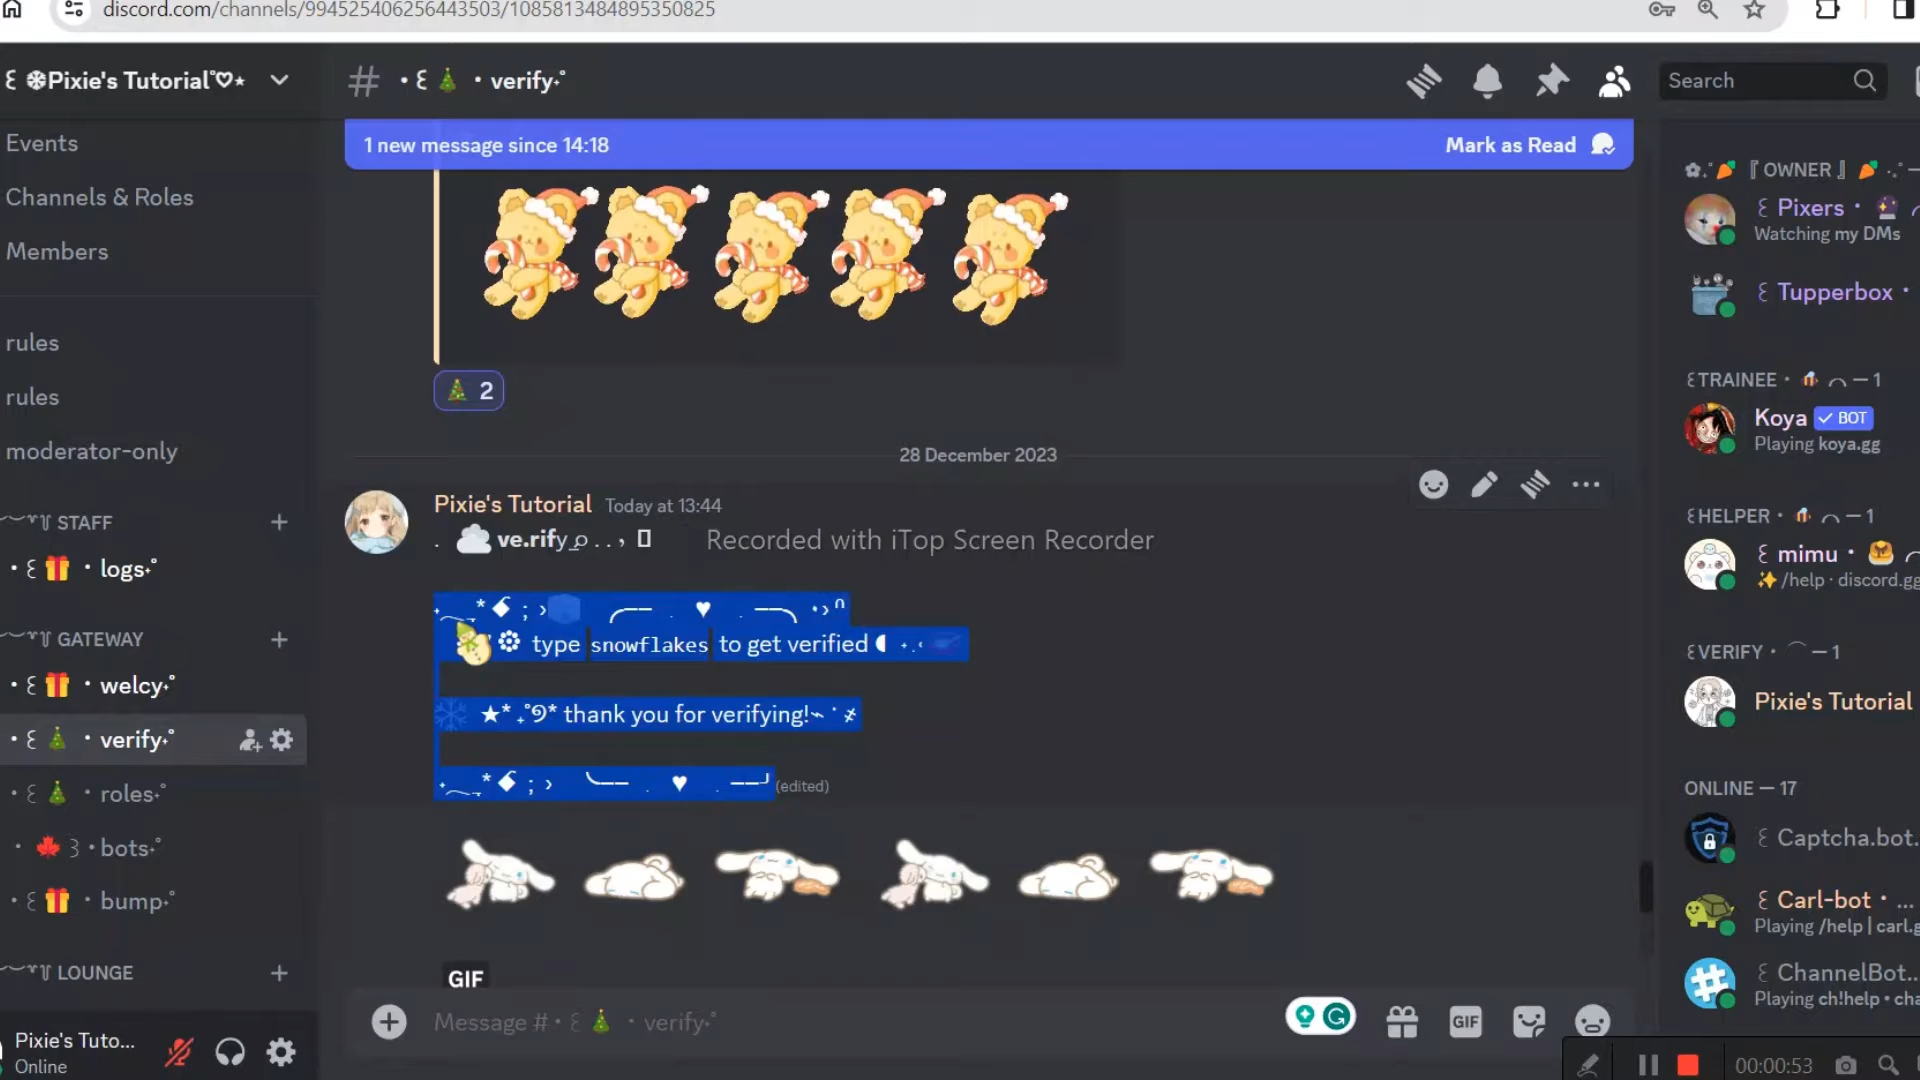 discord.com/channels/994525406256443503/1085813484895350825
꒰ ❄Pixie's Tutorial˚♡⋆
Events
Channels & Roles
Members
rules
rules
moderator-only
STAFF
・꒰🎁・logs˖˚
GATEWAY
・꒰🎁・welcy˖˚
・꒰🎄・verify˖˚
・꒰🎄・roles˖˚
・🍁꒱・bots˖˚
・꒰🎁・bump˖˚
LOUNGE
Pixie's Tuto...
Online
# ・꒰🎄・verify˖˚
Search
1 new message since 14:18
Mark as Read
🎄 2
28 December 2023
Pixie's Tutorial Today at 13:44
. ☁ ve.rify
Recorded with iTop Screen Recorder
type snowflakes to get verified
thank you for verifying!
(edited)
GIF
Message #・꒰🎄・verify˖˚
GIF
『 OWNER 』
꒰ Pixers・
Watching my DMs
꒰ Tupperbox・
꒰TRAINEE・ — 1
Koya ✓ BOT
Playing koya.gg
꒰HELPER・ — 1
꒰ mimu・
✨/help · discord.gg
꒰VERIFY・ — 1
Pixie's Tutorial
ONLINE — 17
꒰ Captcha.bot..
꒰ Carl-bot・...
Playing /help | carl.g
꒰ ChannelBot...
Playing ch!help • cha
00:00:53